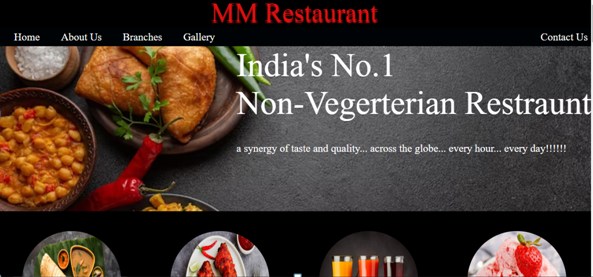 MM Restaurant
Home About Us Branches Gallery Contact Us
India's No.1
Non-Vegerterian Restraunt
a synergy of taste and quality... across the globe... every hour... every day!!!!!!